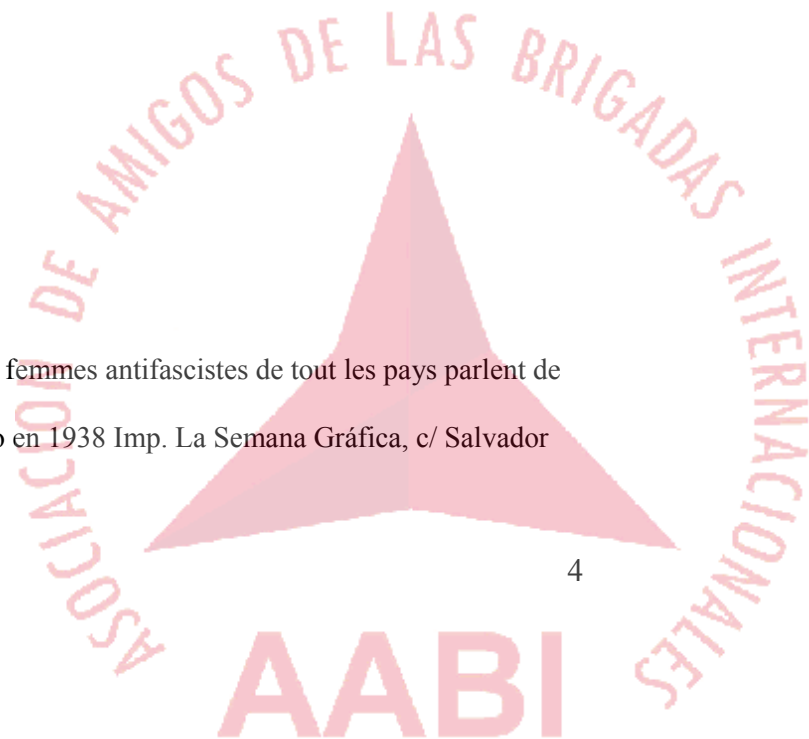 ASOCIACION DE AMIGOS DE LAS BRIGADAS INTERNACIONALES
femmes antifascistes de tout les pays parlent de
en 1938 Imp. La Semana Gráfica, c/ Salvador
4
AABI